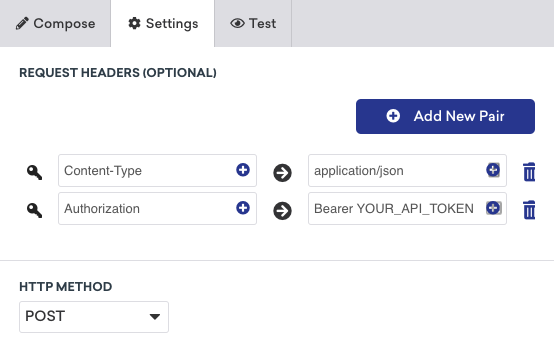 Compose Settings Test
REQUEST HEADERS (OPTIONAL)
Add New Pair
Content-Type application/json
Authorization Bearer YOUR_API_TOKEN
HTTP METHOD
POST